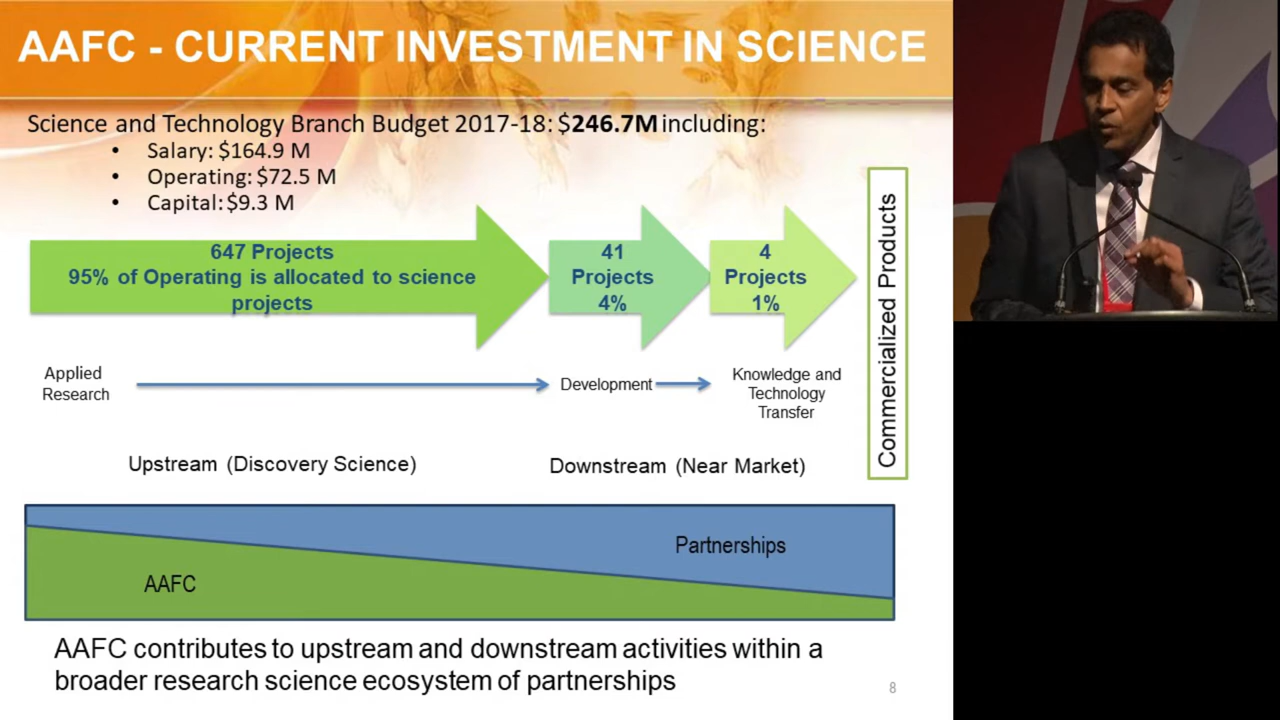 AAFC - CURRENT INVESTMENT IN SCIENCE
Science and Technology Branch Budget 2017-18: $246.7M including:
• Salary: $164.9 M
• Operating: $72.5 M
• Capital: $9.3 M
647 Projects
95% of Operating is allocated to science
projects
41
Projects
4%
4
Projects
1%
Commercialized Products
Applied
Research
Development
Knowledge and
Technology
Transfer
Upstream (Discovery Science)
Downstream (Near Market)
Partnerships
AAFC
AAFC contributes to upstream and downstream activities within a
broader research science ecosystem of partnerships
8